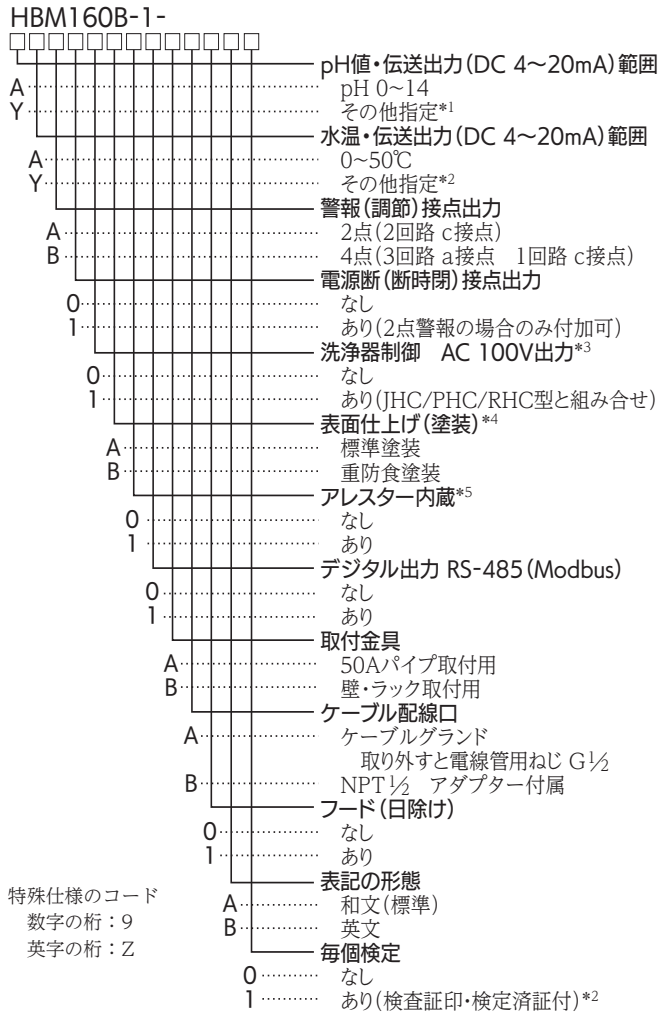 HBM160B-1-
□□□□□□□□□□□□□
pH値・伝送出力(DC 4〜20mA)範囲
A pH 0〜14
Y その他指定*1
水温・伝送出力(DC 4〜20mA)範囲
A 0〜50℃
Y その他指定*2
警報(調節)接点出力
A 2点(2回路 c接点)
B 4点(3回路 a接点 1回路 c接点)
電源断(断時閉)接点出力
0 なし
1 あり(2点警報の場合のみ付加可)
洗浄器制御 AC 100V出力*3
0 なし
1 あり(JHC/PHC/RHC型と組み合せ)
表面仕上げ(塗装)*4
A 標準塗装
B 重防食塗装
アレスター内蔵*5
0 なし
1 あり
デジタル出力 RS-485(Modbus)
0 なし
1 あり
取付金具
A 50Aパイプ取付用
B 壁・ラック取付用
ケーブル配線口
A ケーブルグランド
取り外すと電線管用ねじ G½
B NPT½ アダプター付属
フード(日除け)
0 なし
1 あり
表記の形態
A 和文(標準)
B 英文
毎個検定
0 なし
1 あり(検査証印・検定済証付)*2
特殊仕様のコード
数字の桁:9
英字の桁:Z